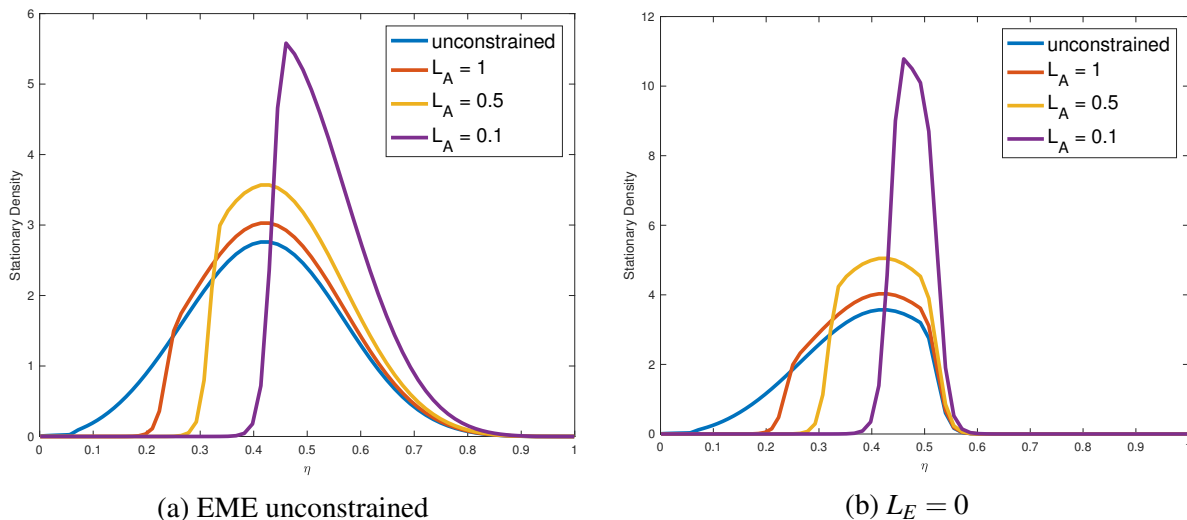 6
5
4
3
2
1
0
Stationary Density
0 0.1 0.2 0.3 0.4 0.5 0.6 0.7 0.8 0.9 1
η
unconstrained
L_A = 1
L_A = 0.5
L_A = 0.1
(a) EME unconstrained
12
10
8
6
4
2
0
Stationary Density
0 0.1 0.2 0.3 0.4 0.5 0.6 0.7 0.8 0.9 1
η
unconstrained
L_A = 1
L_A = 0.5
L_A = 0.1
(b) L_E = 0